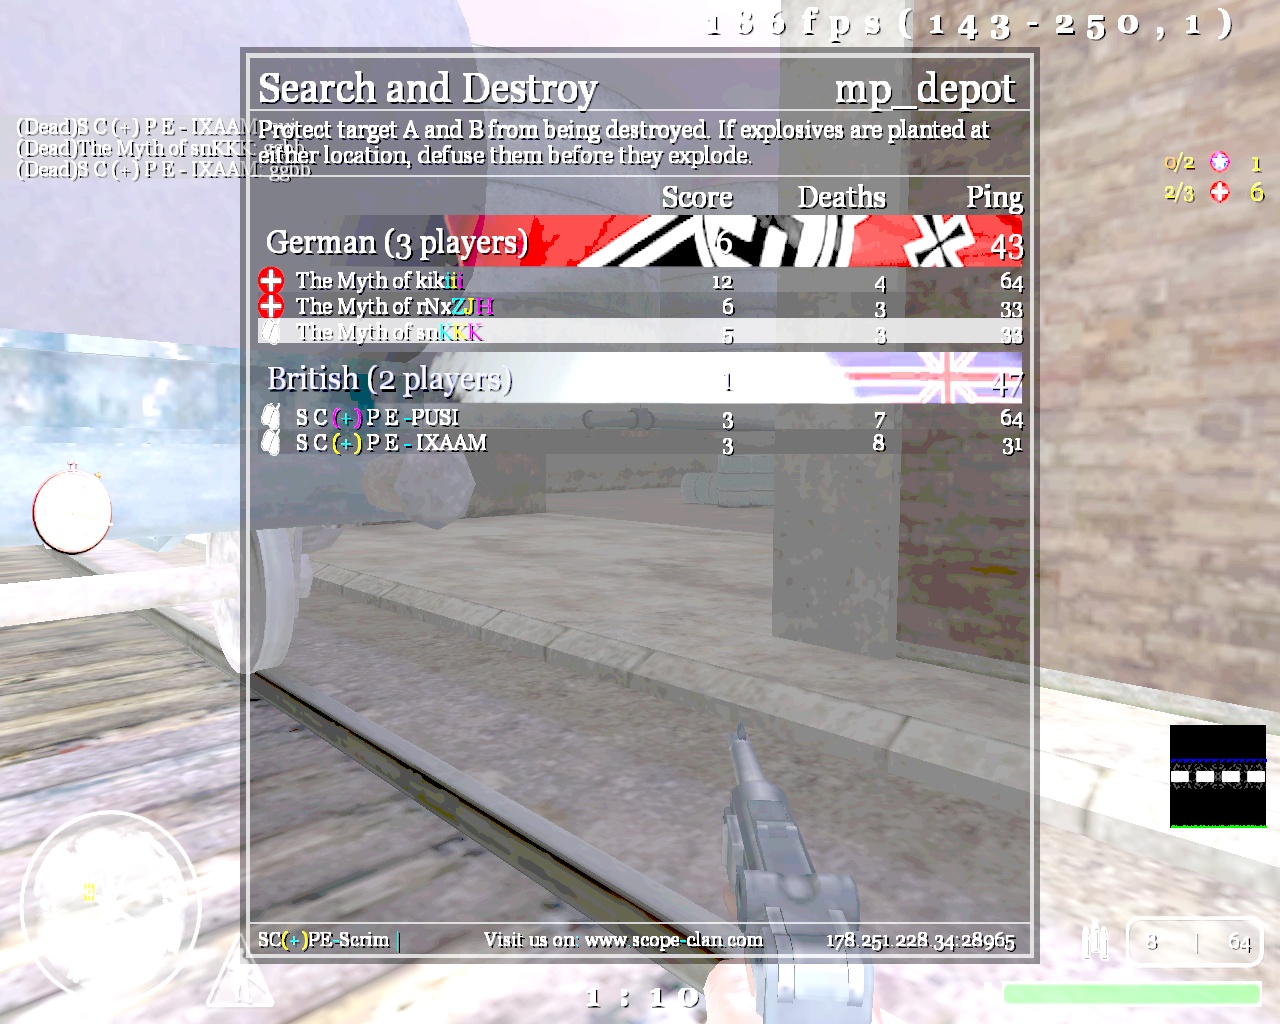 186fps(143-250,1)
Search and Destroy mp_depot
(Dead)S C (+) P E - IXAAM
Protect target A and B from being destroyed. If explosives are planted at
(Dead)The Myth of snKKK: ggbb
either location, defuse them before they explode.
(Dead)S C (+) P E - IXAAM: ggbb
0/2 1
2/3 6
Score Deaths Ping
German (3 players) 6 43
The Myth of kikiii 12 4 64
The Myth of rNxZJH 6 3 33
The Myth of snKKK 5 3 33
British (2 players) 1 47
S C (+) P E -PUSI 3 7 64
S C (+) P E - IXAAM 3 8 31
SC(+)PE-Scrim | Visit us on: www.scope-clan.com 178.251.228.34:28965
8 | 64
1:10